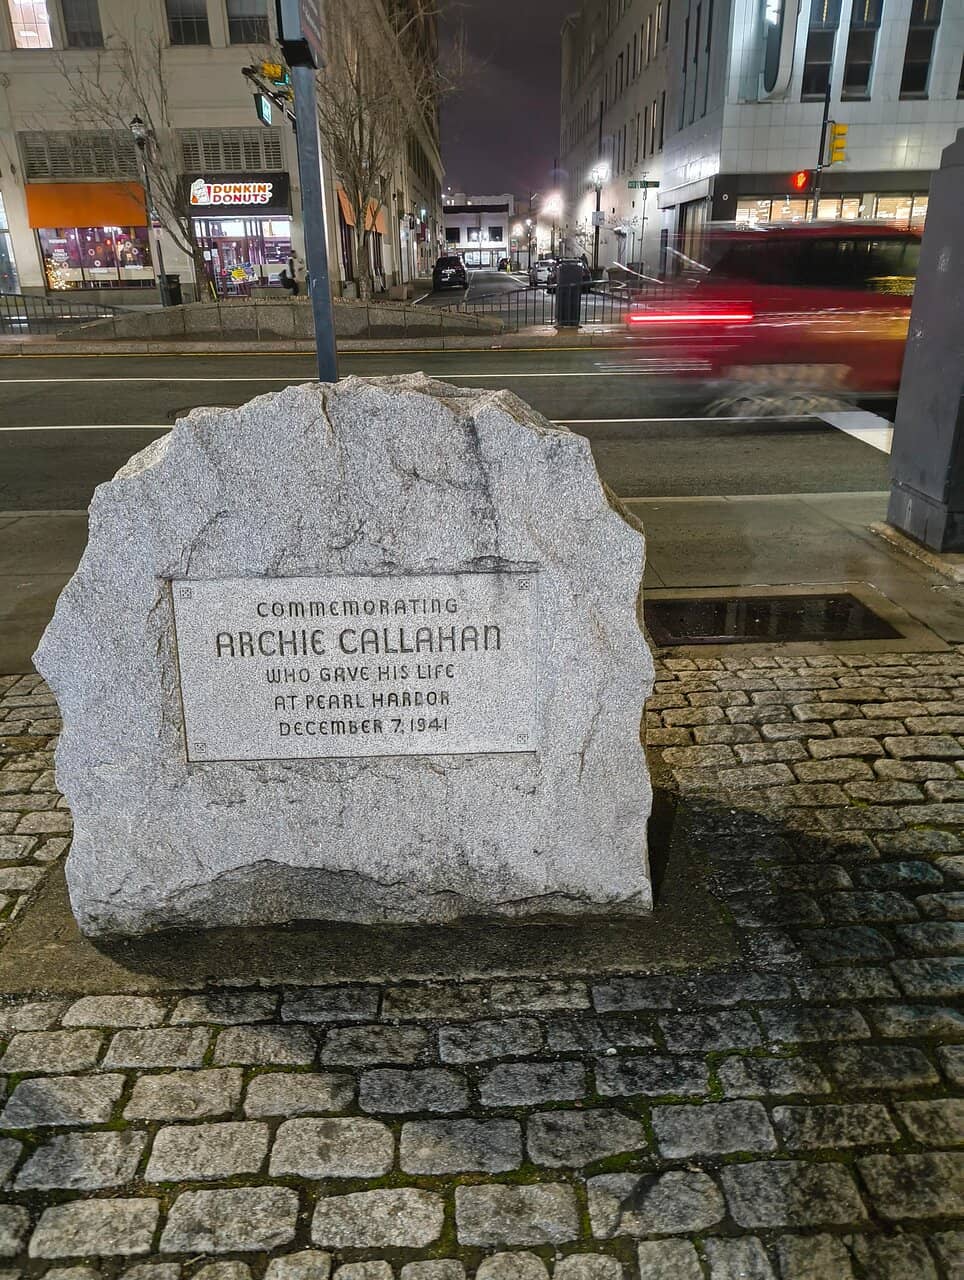 DUNKIN'
DONUTS
COMMEMORATING
ARCHIE CALLAHAN
WHO GAVE HIS LIFE
AT PEARL HARBOR
DECEMBER 7, 1941